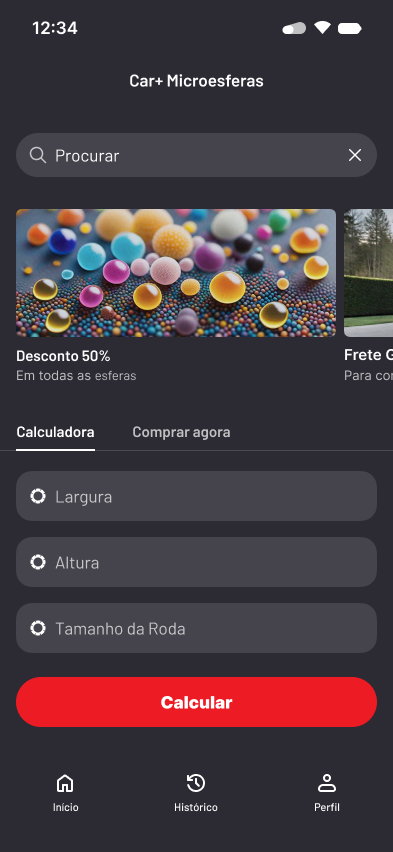 12:34
Car+ Microesferas
Procurar
Desconto 50%
Em todas as esferas
Frete G
Para cor
Calculadora
Comprar agora
Largura
Altura
Tamanho da Roda
Calcular
Início
Histórico
Perfil